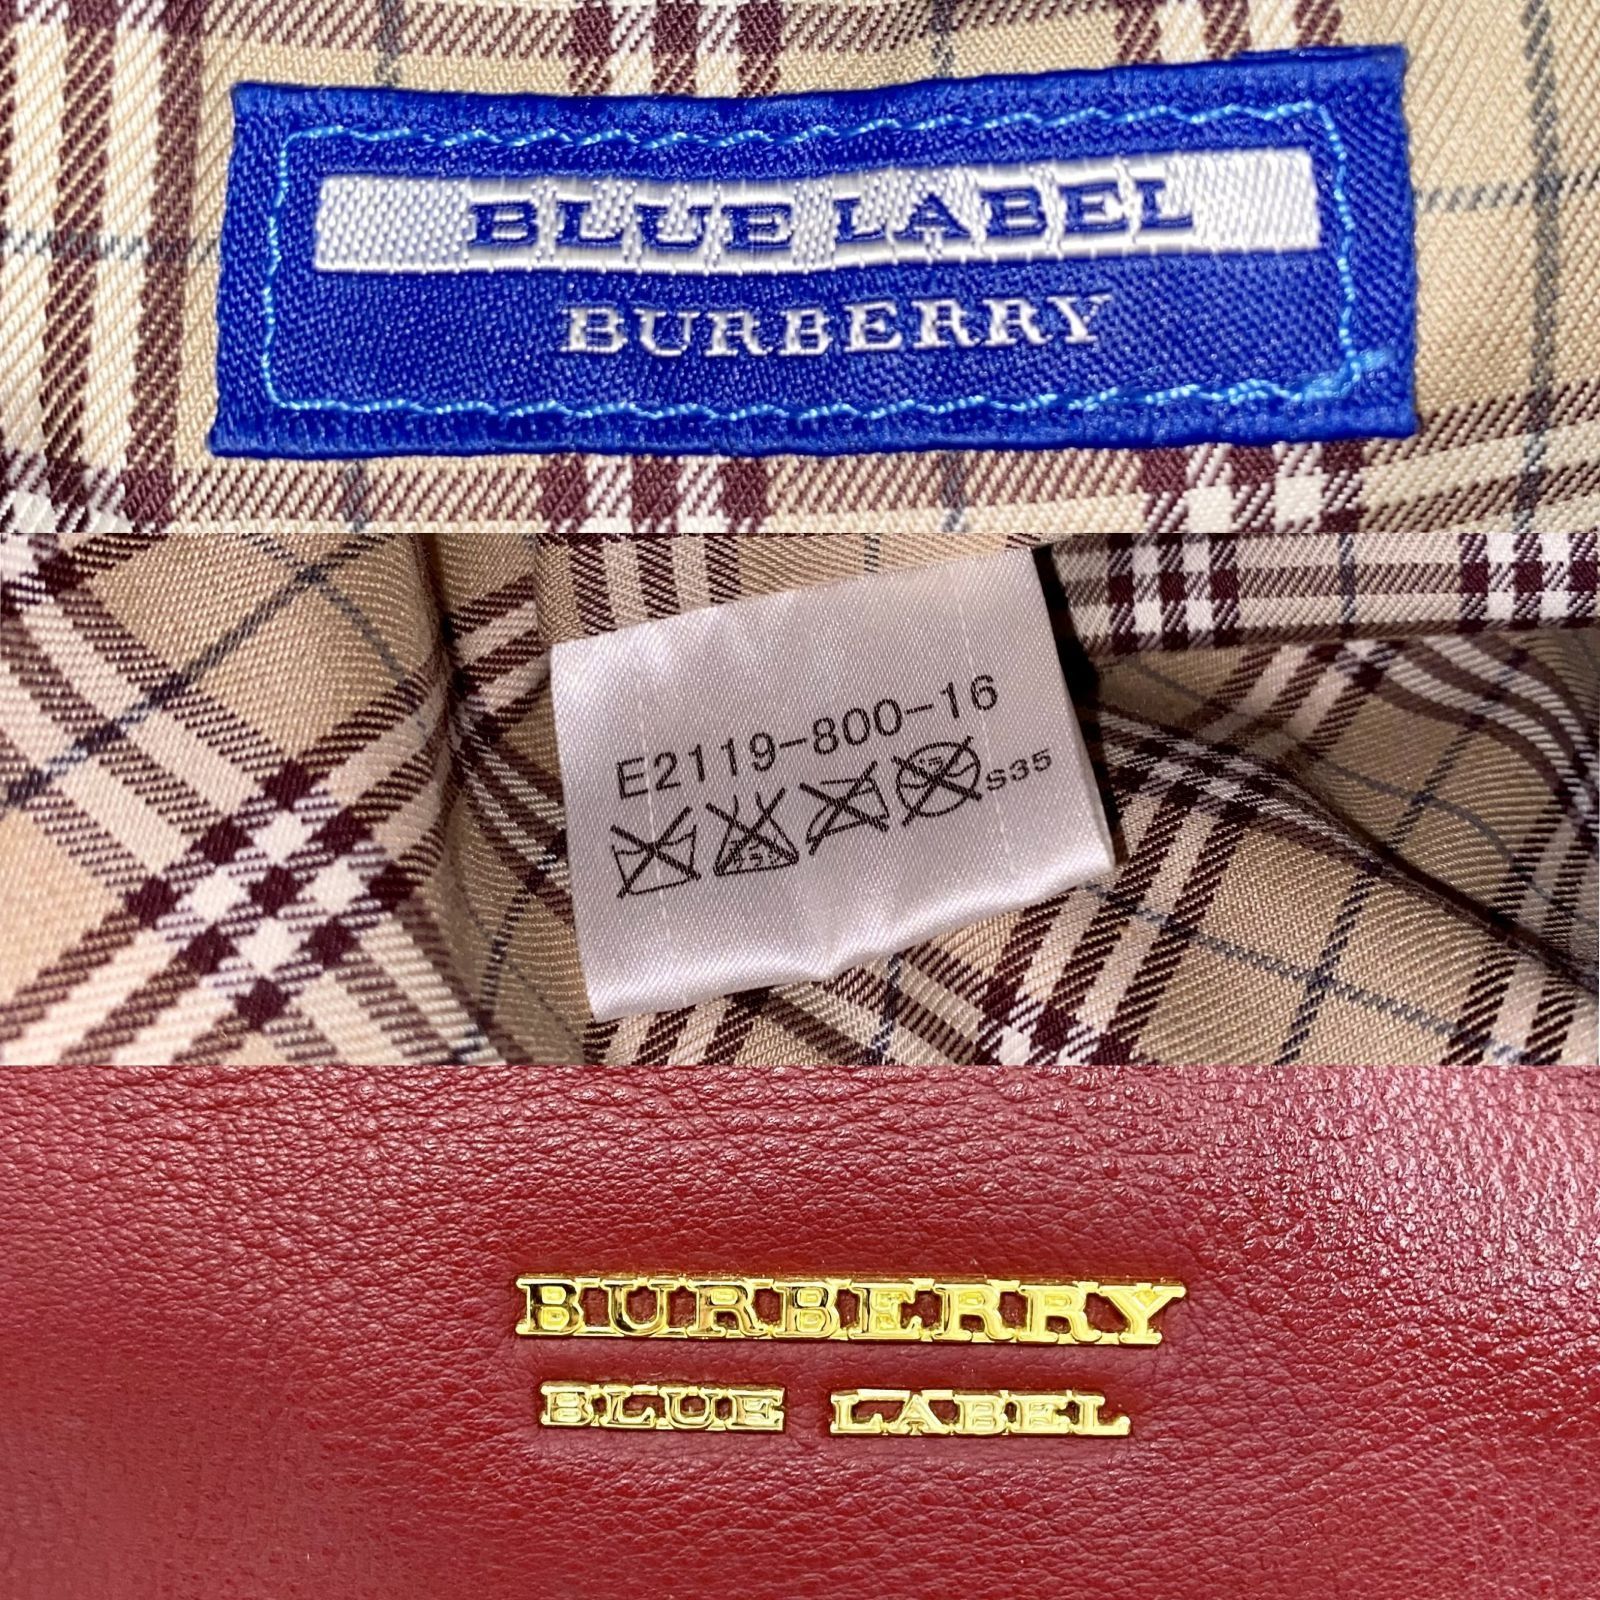 BLUE LABEL
BURBERRY
E2119-800-16
S35
BURBERRY
BLUE LABEL